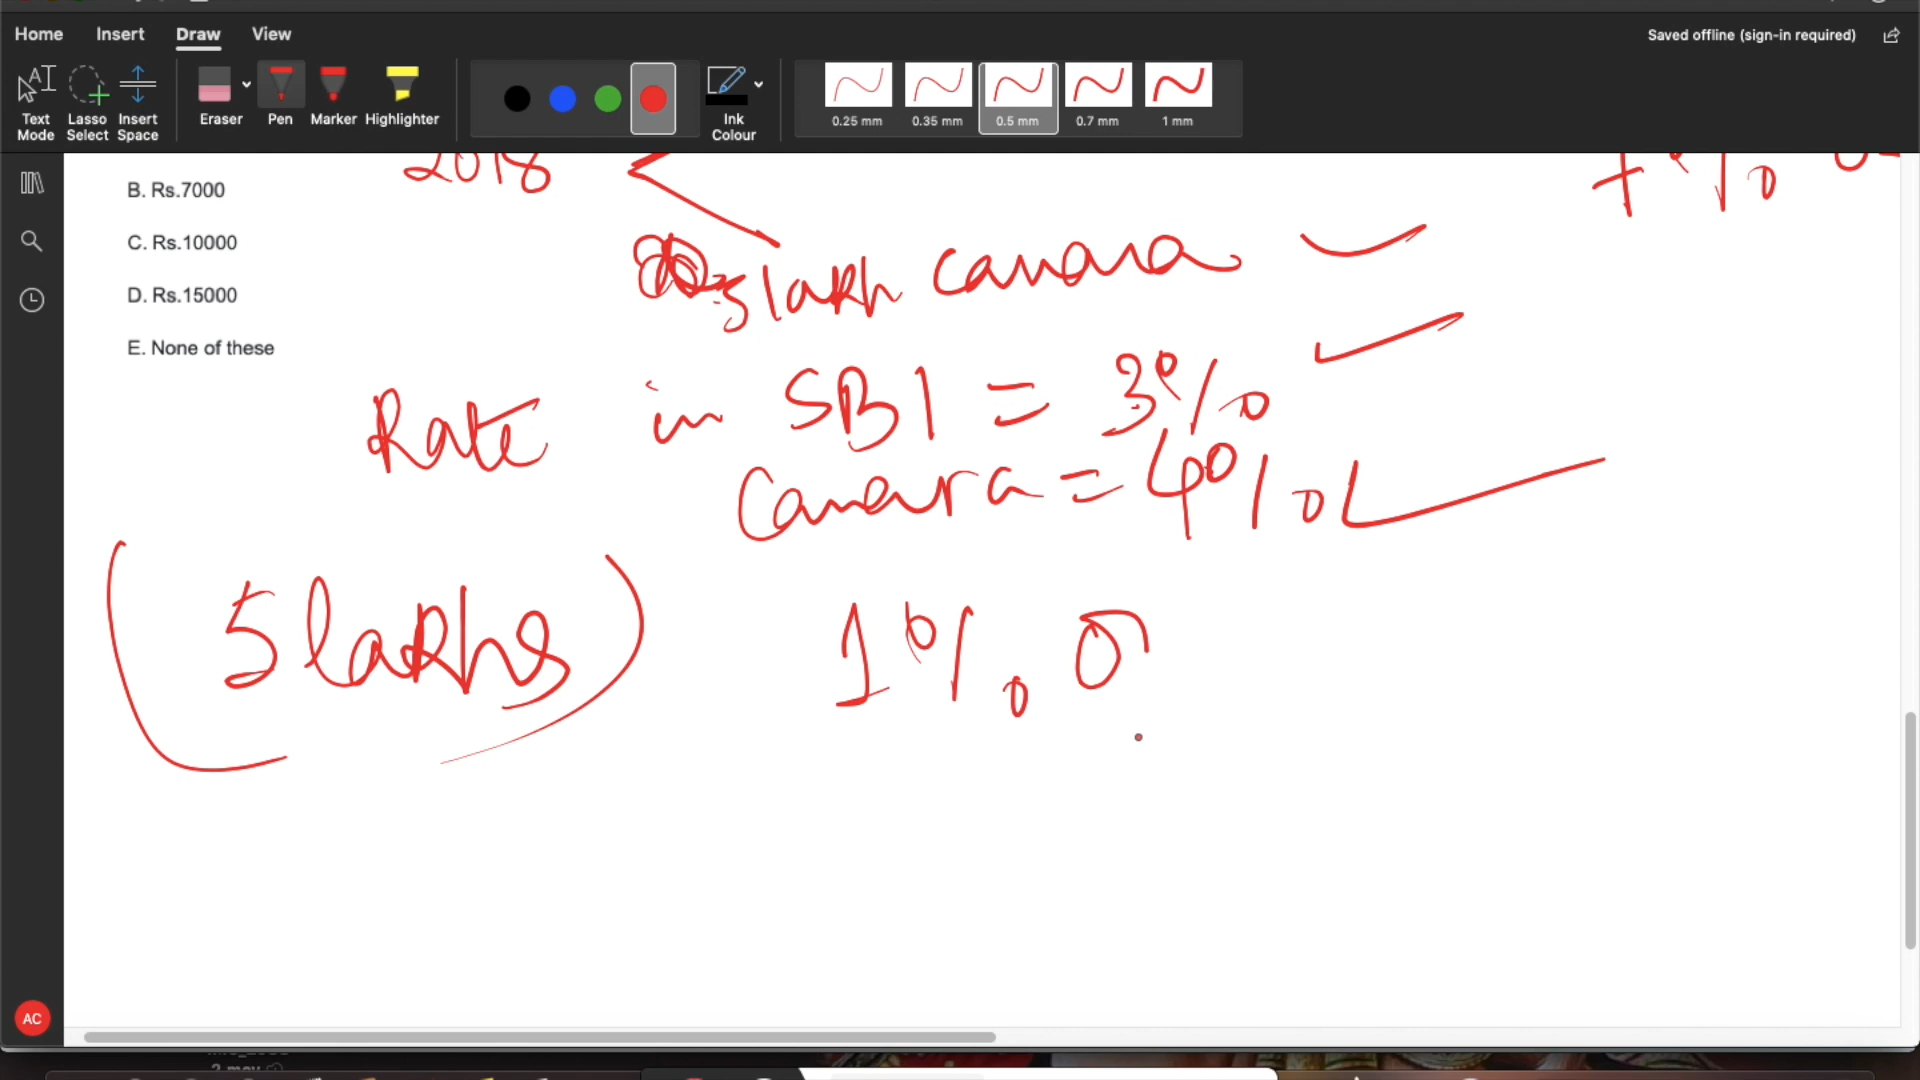 Home Insert Draw View Saved offline (sign-in required)
Text Mode Lasso Select Insert Space Eraser Pen Marker Highlighter Ink Colour 0.25 mm 0.35 mm 0.5 mm 0.7 mm 1 mm
2018
B. Rs.7000
C. Rs.10000
5 lakh canara
D. Rs.15000
E. None of these
Rate in SBI = 3%
Canara = 4%
(5 lakhs) 1% o
AC